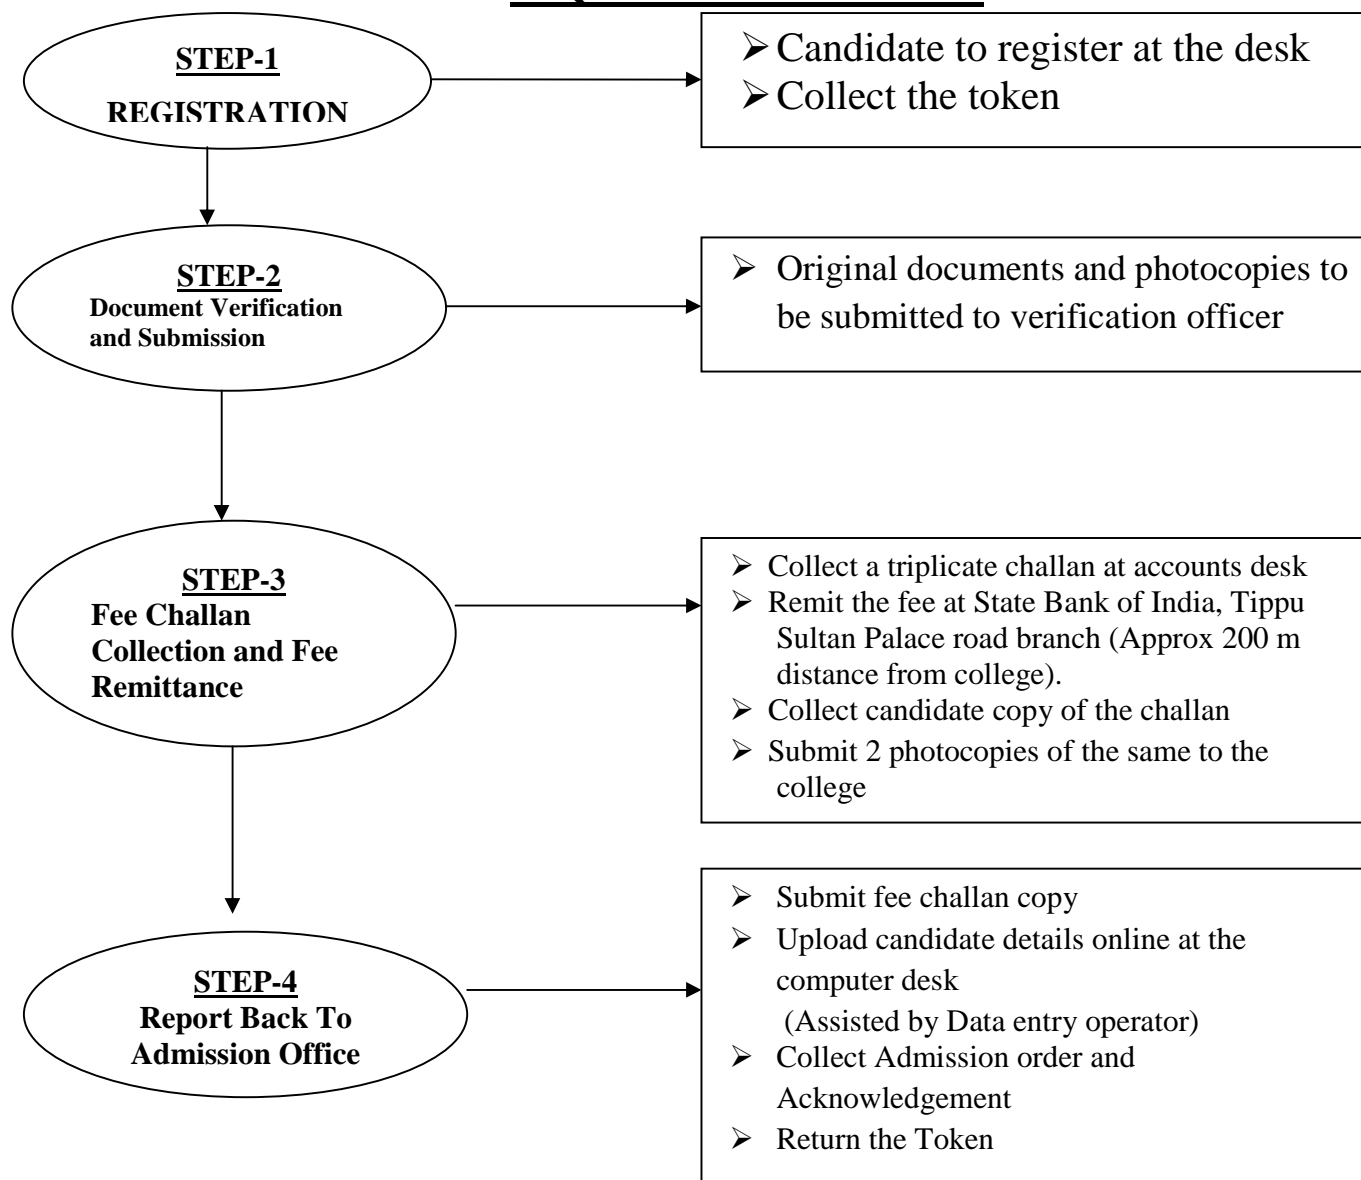 STEP-1
REGISTRATION
➢ Candidate to register at the desk
➢ Collect the token
STEP-2
Document Verification
and Submission
➢ Original documents and photocopies to
be submitted to verification officer
STEP-3
Fee Challan
Collection and Fee
Remittance
➢ Collect a triplicate challan at accounts desk
➢ Remit the fee at State Bank of India, Tippu
Sultan Palace road branch (Approx 200 m
distance from college).
➢ Collect candidate copy of the challan
➢ Submit 2 photocopies of the same to the
college
STEP-4
Report Back To
Admission Office
➢ Submit fee challan copy
➢ Upload candidate details online at the
computer desk
(Assisted by Data entry operator)
➢ Collect Admission order and
Acknowledgement
➢ Return the Token